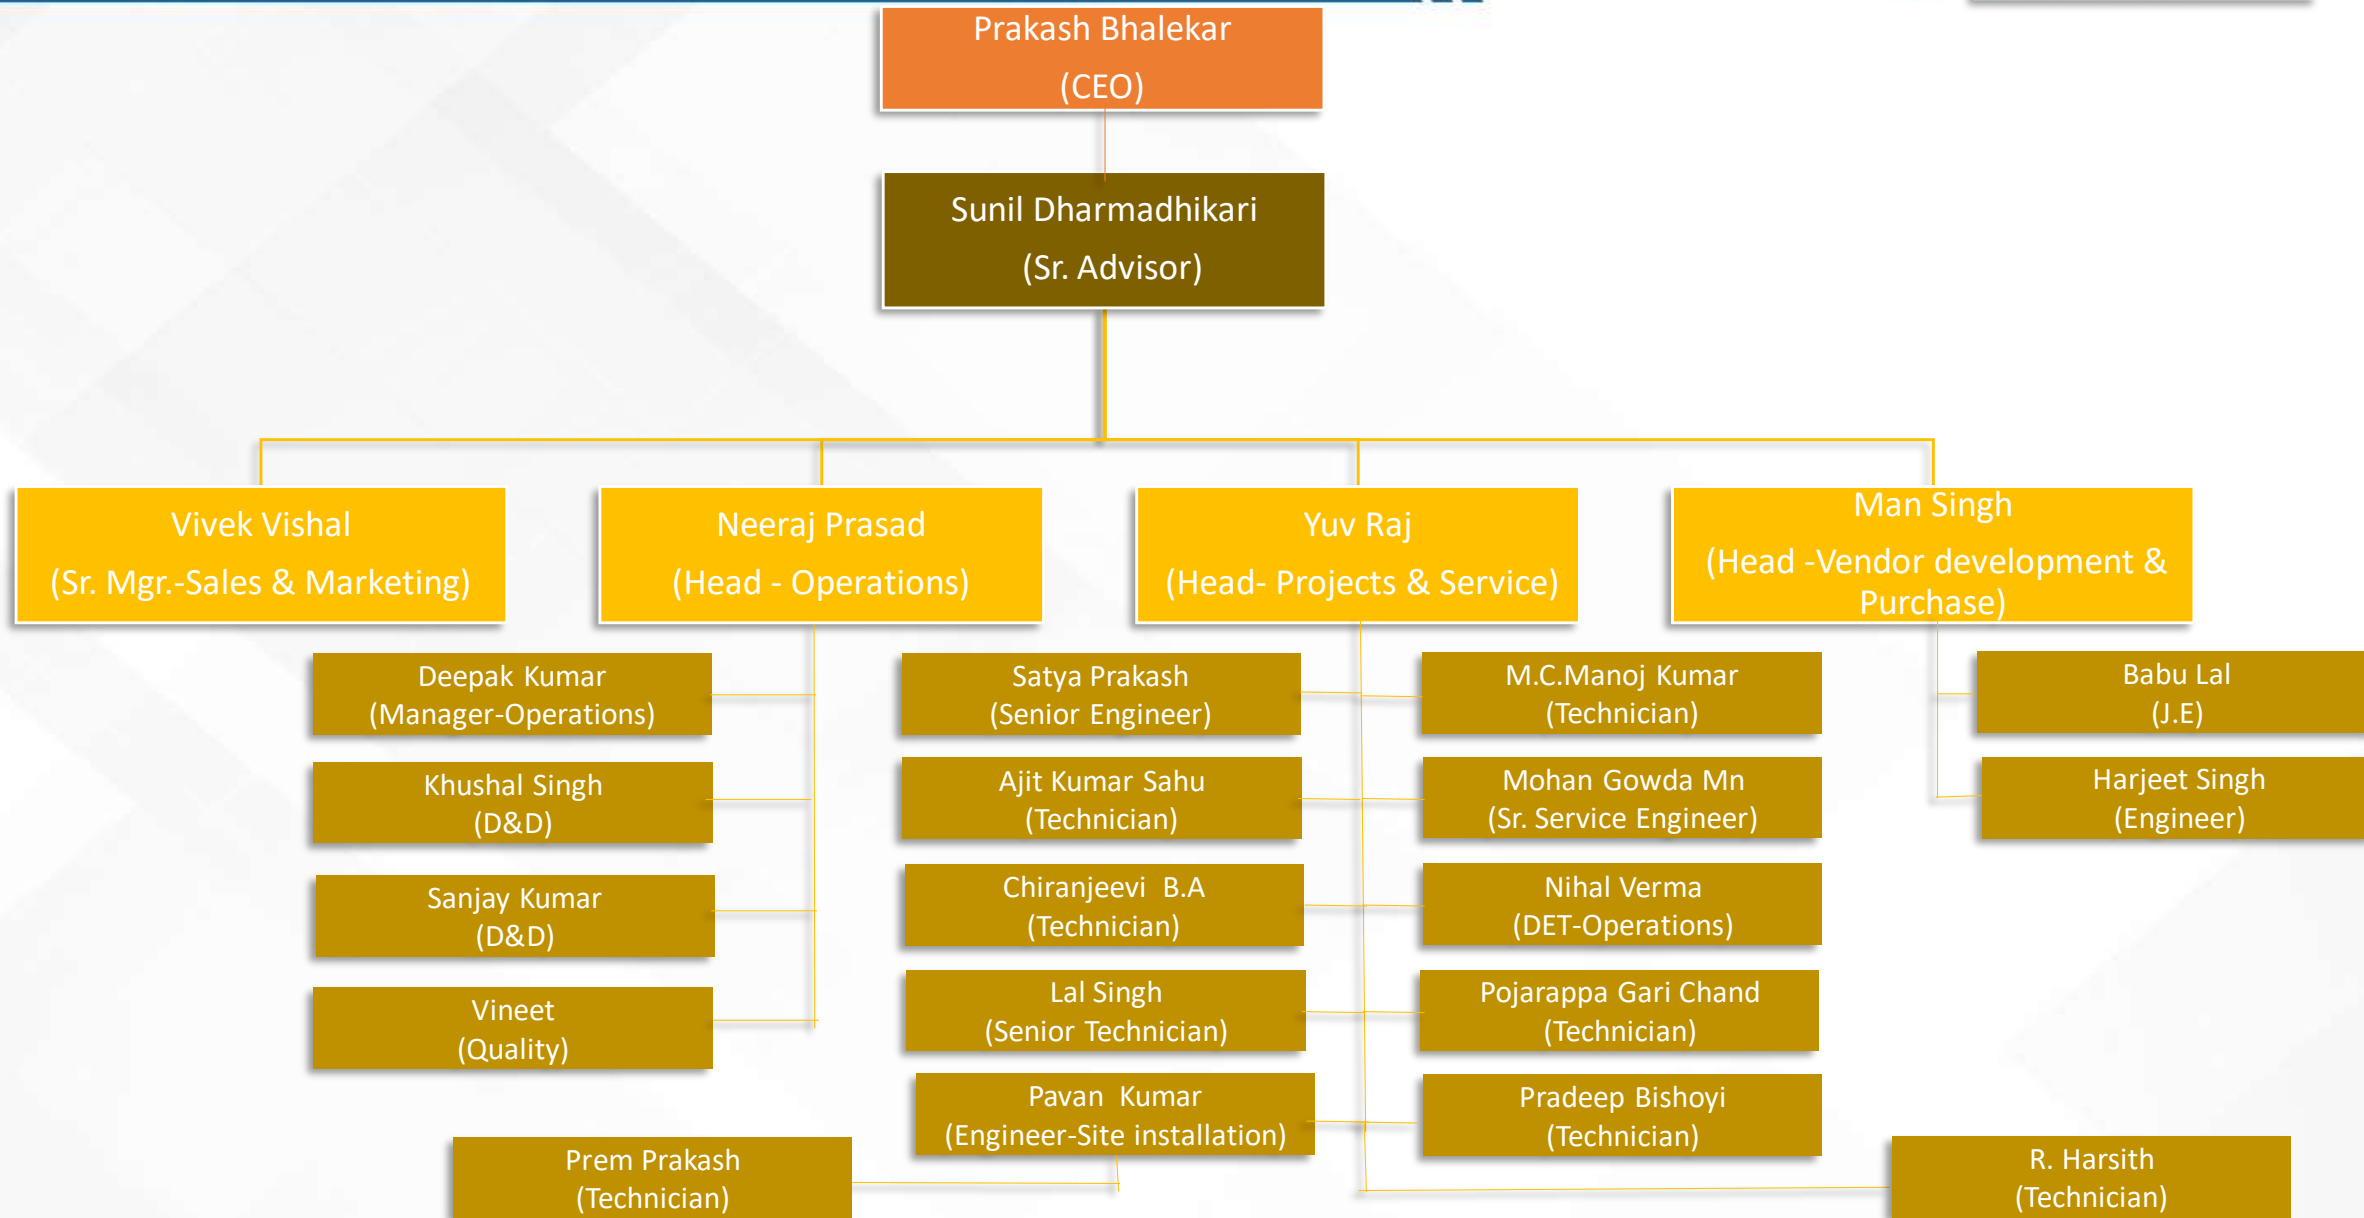 Prakash Bhalekar
(CEO)
Sunil Dharmadhikari
(Sr. Advisor)
Vivek Vishal
(Sr. Mgr.-Sales & Marketing)
Neeraj Prasad
(Head - Operations)
Yuv Raj
(Head- Projects & Service)
Man Singh
(Head -Vendor development &
Purchase)
Deepak Kumar
(Manager-Operations)
Khushal Singh
(D&D)
Sanjay Kumar
(D&D)
Vineet
(Quality)
Satya Prakash
(Senior Engineer)
Ajit Kumar Sahu
(Technician)
Chiranjeevi  B.A
(Technician)
Lal Singh
(Senior Technician)
Pavan  Kumar
(Engineer-Site installation)
Prem Prakash
(Technician)
M.C.Manoj Kumar
(Technician)
Mohan Gowda Mn
(Sr. Service Engineer)
Nihal Verma
(DET-Operations)
Pojarappa Gari Chand
(Technician)
Pradeep Bishoyi
(Technician)
R. Harsith
(Technician)
Babu Lal
(J.E)
Harjeet Singh
(Engineer)